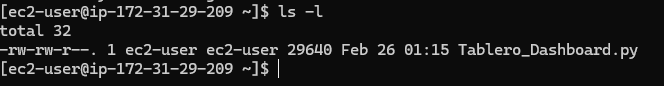 [ec2-user@ip-172-31-29-209 ~]$ ls -l
total 32
-rw-rw-r--. 1 ec2-user ec2-user 29640 Feb 26 01:15 Tablero_Dashboard.py
[ec2-user@ip-172-31-29-209 ~]$